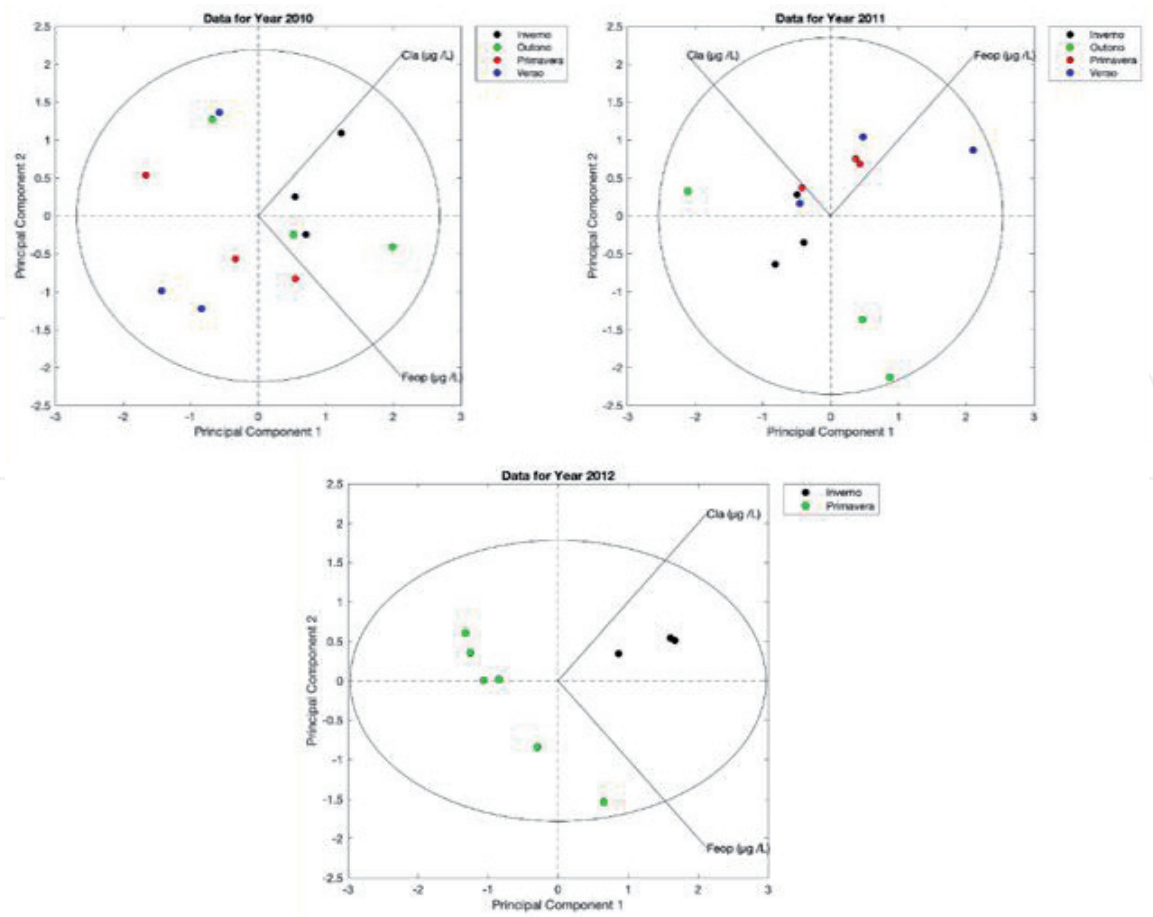 Data for Year 2010
Inverno
Outono
Primavera
Verao
Cla (µg /L)
Feop (µg /L)
Principal Component 2
2.5
2
1.5
1
0.5
0
-0.5
-1
-1.5
-2
-2.5
-3 -2 -1 0 1 2 3
Principal Component 1
Data for Year 2011
Inverno
Outono
Primavera
Verao
Cla (µg /L)
Feop (µg /L)
Principal Component 2
2.5
2
1.5
1
0.5
0
-0.5
-1
-1.5
-2
-2.5
-3 -2 -1 0 1 2 3
Principal Component 1
Data for Year 2012
Inverno
Primavera
Cla (µg /L)
Feop (µg /L)
Principal Component 2
2.5
2
1.5
1
0.5
0
-0.5
-1
-1.5
-2
-2.5
-3 -2 -1 0 1 2 3
Principal Component 1